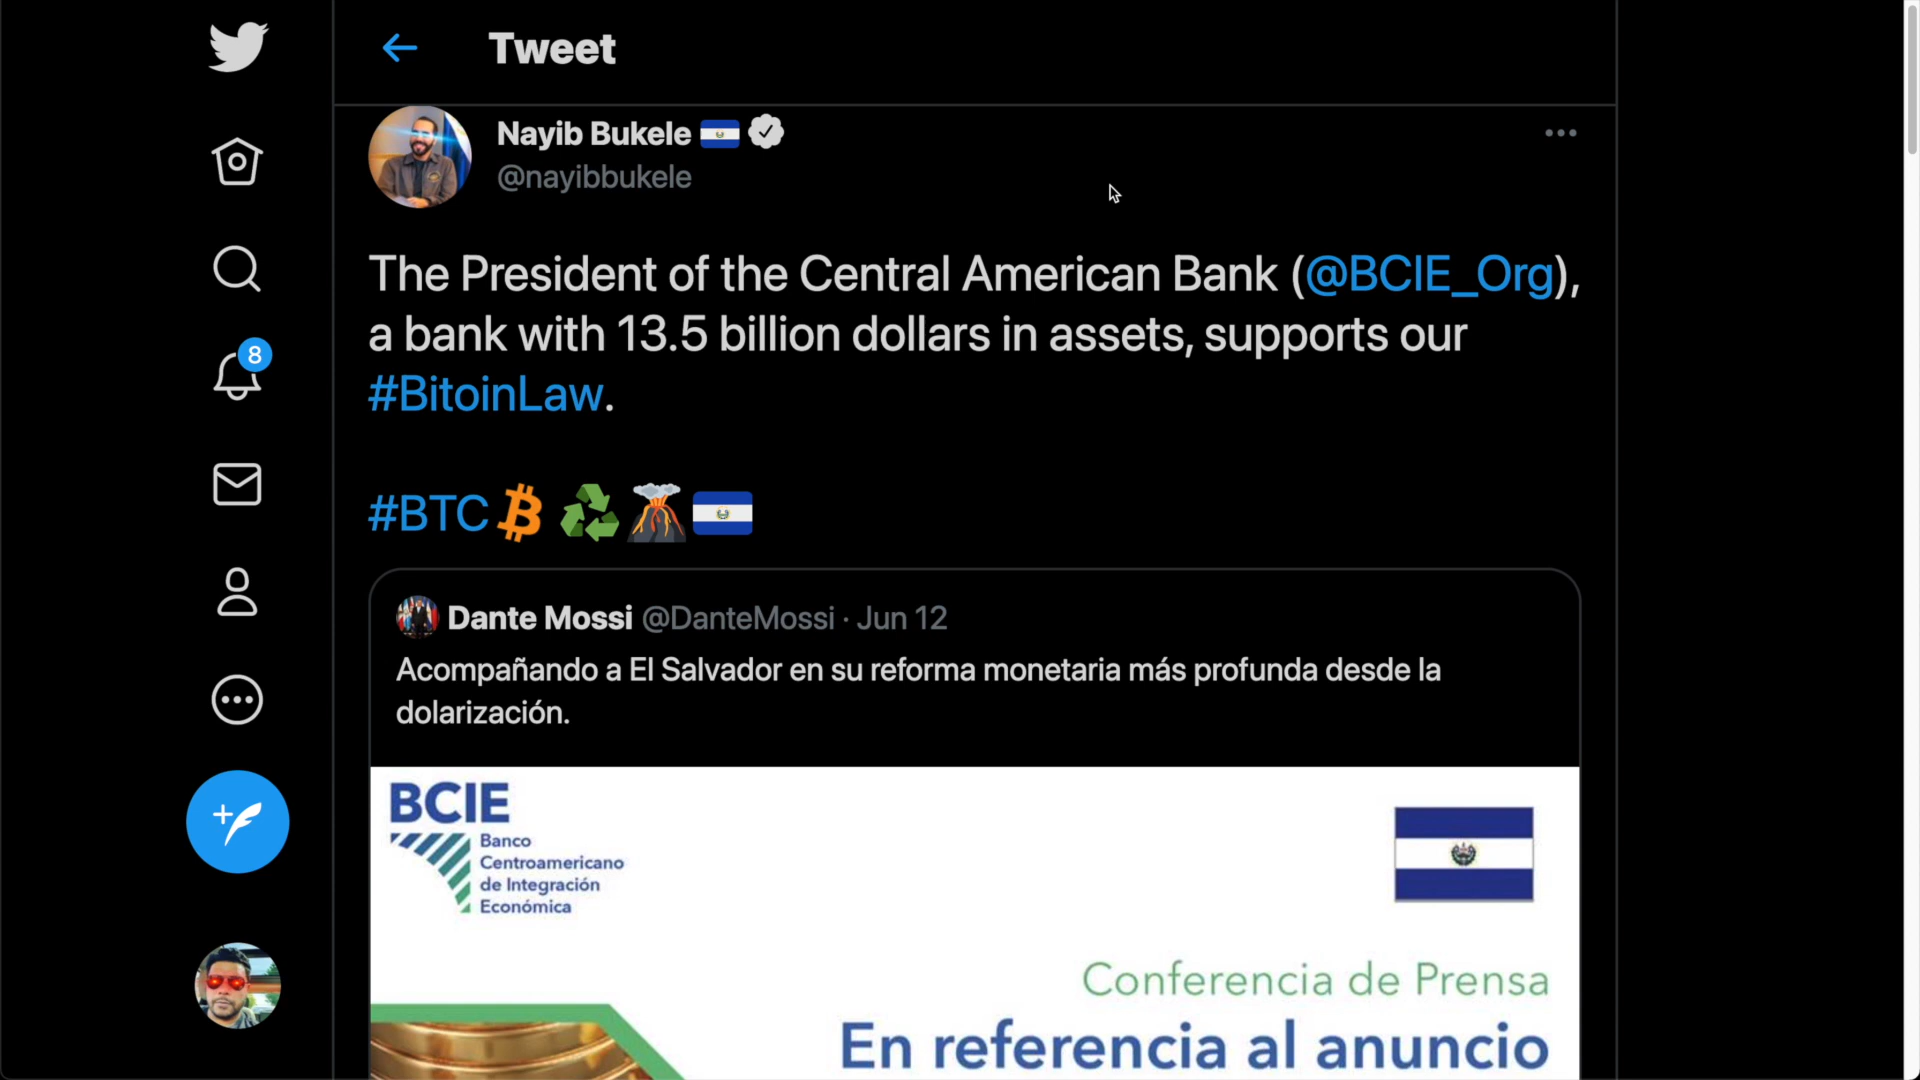 Tweet
Nayib Bukele
@nayibbukele
The President of the Central American Bank (@BCIE_Org),
a bank with 13.5 billion dollars in assets, supports our
#BitoinLaw.
#BTC
8
Dante Mossi @DanteMossi · Jun 12
Acompañando a El Salvador en su reforma monetaria más profunda desde la
dolarización.
BCIE
Banco
Centroamericano
de Integración
Económica
Conferencia de Prensa
En referencia al anuncio